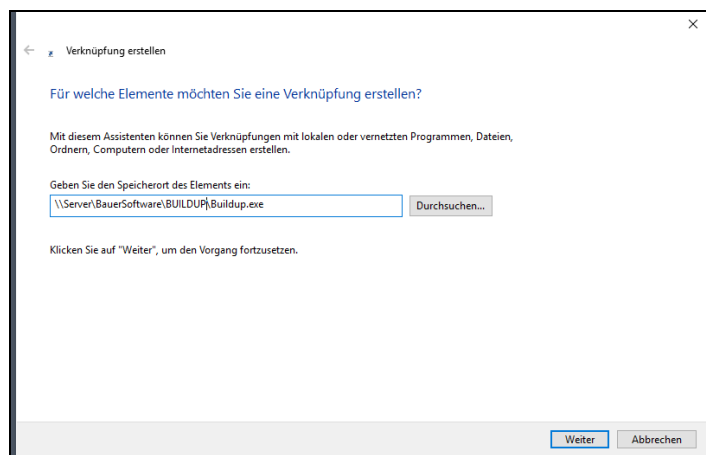 Verknüpfung erstellen
Für welche Elemente möchten Sie eine Verknüpfung erstellen?
Mit diesem Assistenten können Sie Verknüpfungen mit lokalen oder vernetzten Programmen, Dateien,
Ordnern, Computern oder Internetadressen erstellen.
Geben Sie den Speicherort des Elements ein:
\\Server\BauerSoftware\BUILDUP\Buildup.exe
Durchsuchen...
Klicken Sie auf "Weiter", um den Vorgang fortzusetzen.
Weiter Abbrechen